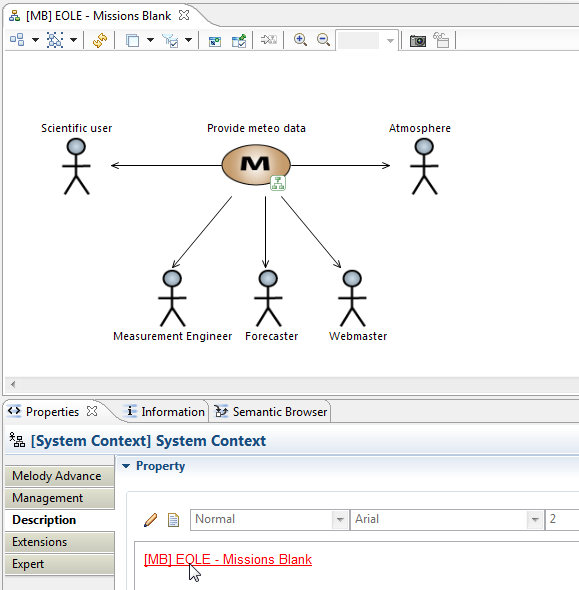 [MB] EOLE - Missions Blank
Scientific user
Provide meteo data
Atmosphere
M
Measurement Engineer
Forecaster
Webmaster
Properties
Information
Semantic Browser
[System Context] System Context
Melody Advance
Management
Description
Extensions
Expert
Property
Normal
Arial
2
[MB] EOLE - Missions Blank